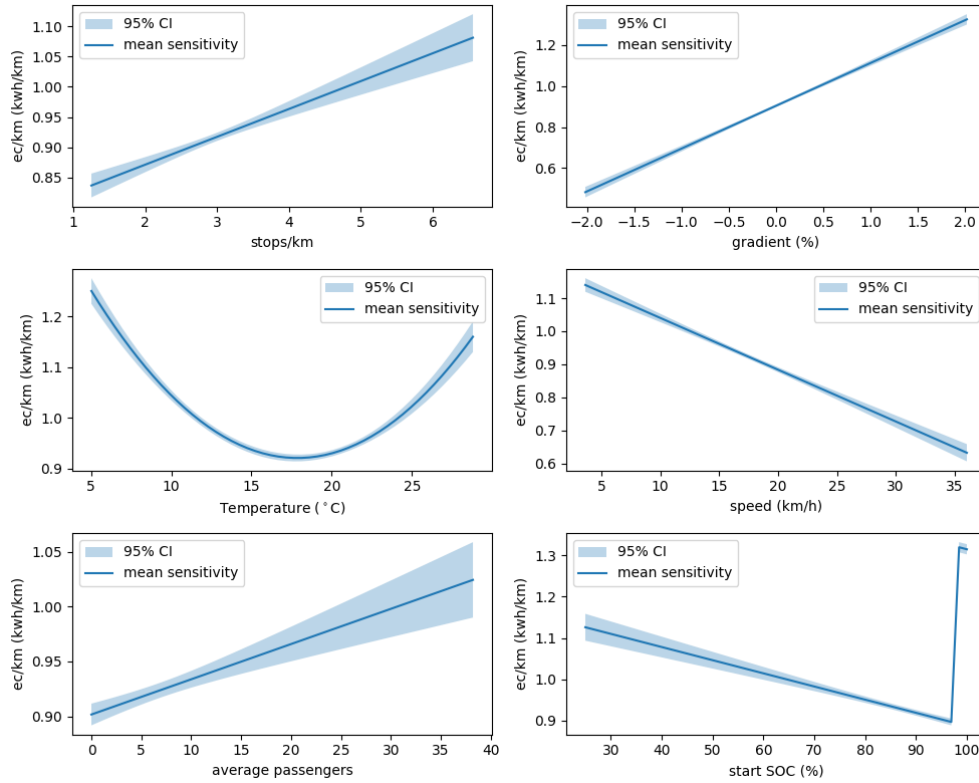 95% CI
mean sensitivity
ec/km (kwh/km)
1.10
1.05
1.00
0.95
0.90
0.85
1 2 3 4 5 6
stops/km
95% CI
mean sensitivity
ec/km (kwh/km)
1.2
1.0
0.8
0.6
-2.0 -1.5 -1.0 -0.5 0.0 0.5 1.0 1.5 2.0
gradient (%)
95% CI
mean sensitivity
ec/km (kwh/km)
1.2
1.1
1.0
0.9
5 10 15 20 25
Temperature (°C)
95% CI
mean sensitivity
ec/km (kwh/km)
1.1
1.0
0.9
0.8
0.7
0.6
5 10 15 20 25 30 35
speed (km/h)
95% CI
mean sensitivity
ec/km (kwh/km)
1.05
1.00
0.95
0.90
0 5 10 15 20 25 30 35 40
average passengers
95% CI
mean sensitivity
ec/km (kwh/km)
1.3
1.2
1.1
1.0
0.9
30 40 50 60 70 80 90 100
start SOC (%)